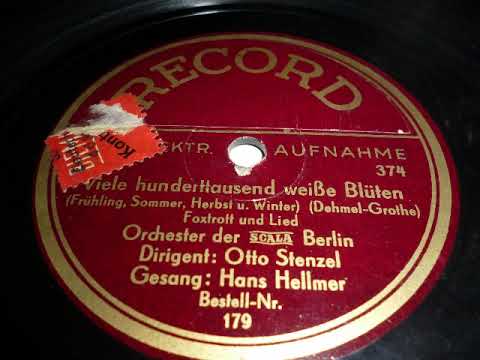 RECORD
EKTR. AUFNAHME
374
Viele hunderttausend weiße Blüten
(Frühling, Sommer, Herbst u. Winter) (Dehmel-Grothe)
Foxtrott und Lied
Orchester der SCALA Berlin
Dirigent: Otto Stenzel
Gesang: Hans Hellmer
Bestell-Nr.
179